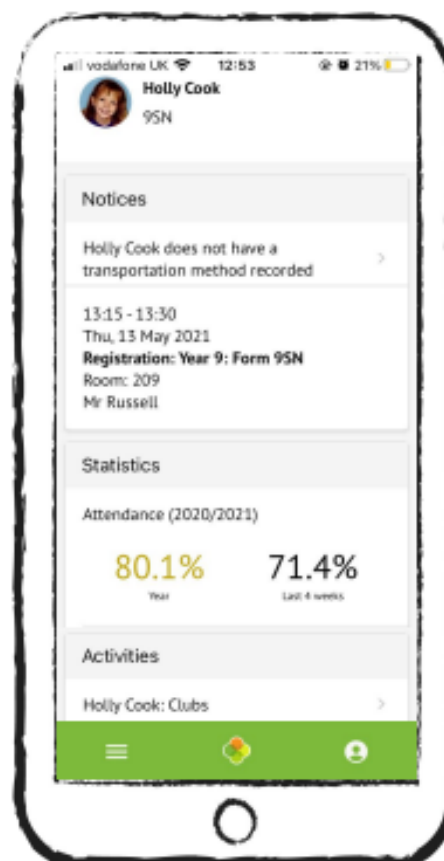 vodafone UK 12:53 21%
Holly Cook
9SN
Notices
Holly Cook does not have a
transportation method recorded
13:15 - 13:30
Thu, 13 May 2021
Registration: Year 9: Form 9SN
Room: 209
Mr Russell
Statistics
Attendance (2020/2021)
80.1% 71.4%
Year Last 4 weeks
Activities
Holly Cook: Clubs